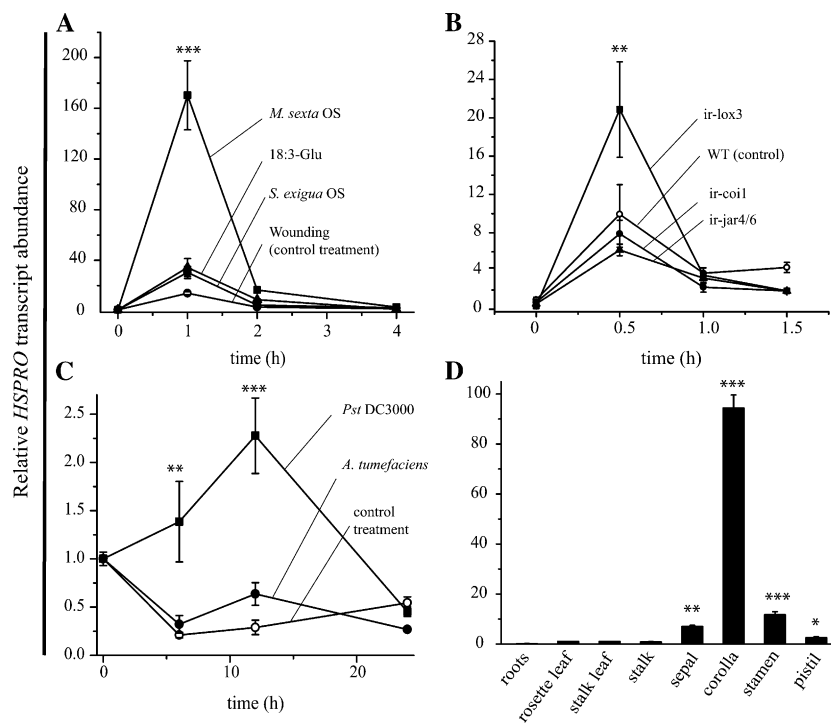 Relative HSPRO transcript abundance
A
200
160
120
80
40
0
***
M. sexta OS
18:3-Glu
S. exigua OS
Wounding
(control treatment)
0 1 2 4
time (h)
B
28
24
20
16
12
8
4
0
**
ir-lox3
WT (control)
ir-coi1
ir-jar4/6
0 0.5 1.0 1.5
time (h)
C
2.5
2.0
1.5
1.0
0.5
0.0
**
***
Pst DC3000
A. tumefaciens
control
treatment
0 10 20
time (h)
D
100
80
60
40
20
0
**
***
***
*
roots
rosette leaf
stalk leaf
stalk
sepal
corolla
stamen
pistil